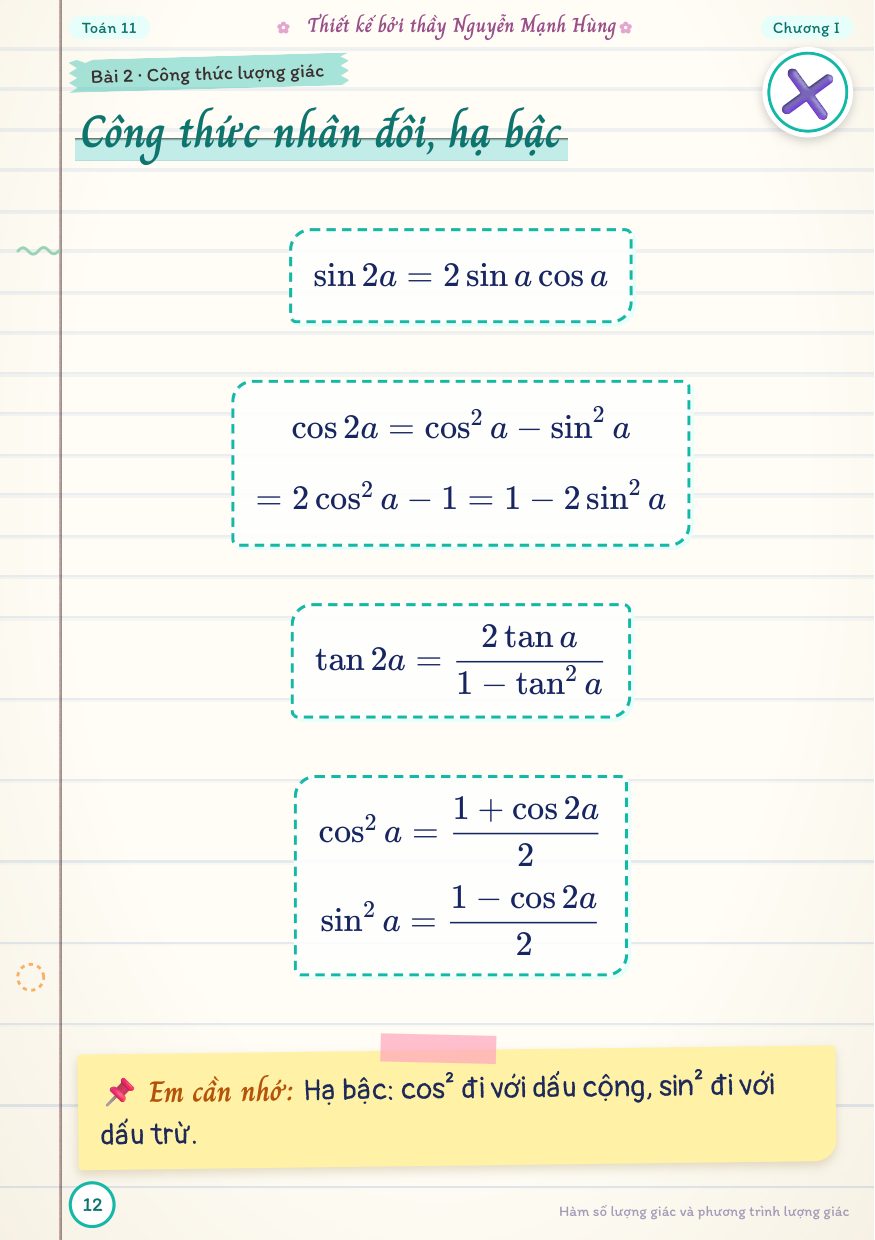 Toán 11
Thiết kế bởi thầy Nguyễn Mạnh Hùng
Chương I
Bài 2 · Công thức lượng giác
Công thức nhân đôi, hạ bậc
sin 2a = 2 sin a cos a
cos 2a = cos² a − sin² a
= 2 cos² a − 1 = 1 − 2 sin² a
tan 2a = (2 tan a)/(1 − tan² a)
cos² a = (1 + cos 2a)/2
sin² a = (1 − cos 2a)/2
Em cần nhớ: Hạ bậc: cos² đi với dấu cộng, sin² đi với
dấu trừ.
12
Hàm số lượng giác và phương trình lượng giác